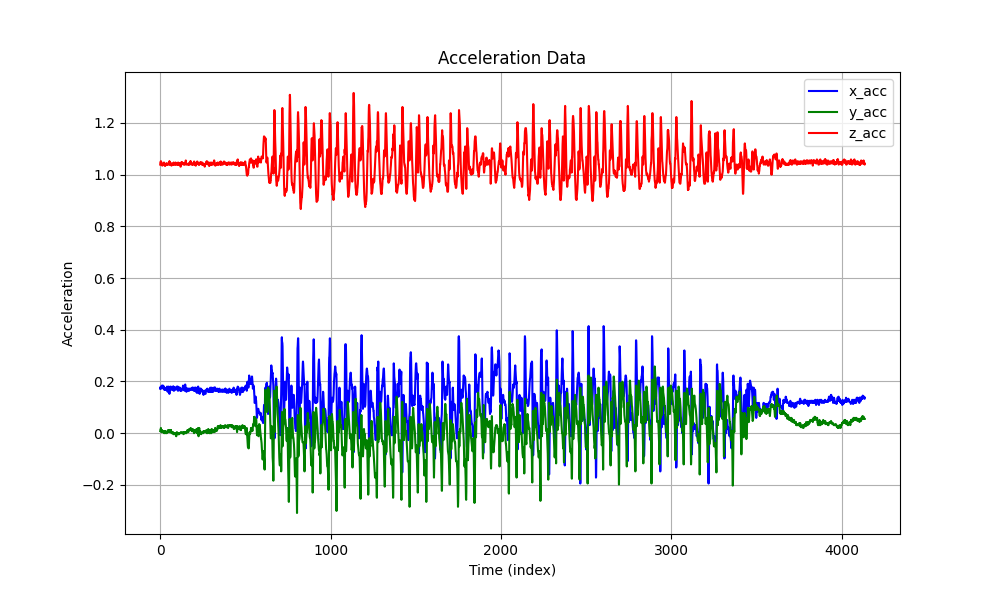 Acceleration Data
x_acc
y_acc
z_acc
1.2
1.0
0.8
0.6
0.4
0.2
0.0
−0.2
Acceleration
0
1000
2000
3000
4000
Time (index)